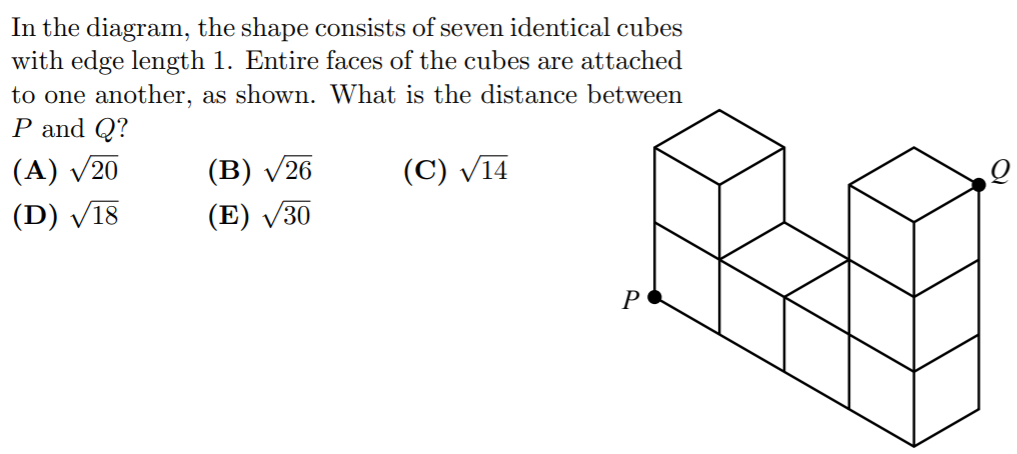 In the diagram, the shape consists of seven identical cubes
with edge length 1. Entire faces of the cubes are attached
to one another, as shown. What is the distance between
P and Q?
(A) √20 (B) √26 (C) √14
(D) √18 (E) √30
Q
P